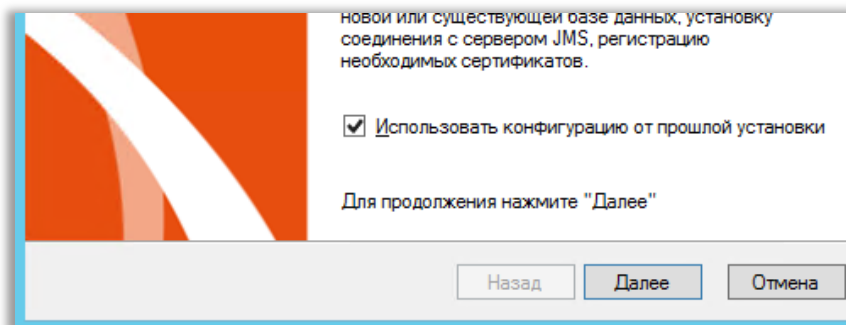 новой или существующей базе данных, установку
соединения с сервером JMS, регистрацию
необходимых сертификатов.
Использовать конфигурацию от прошлой установки
Для продолжения нажмите "Далее"
Назад Далее Отмена